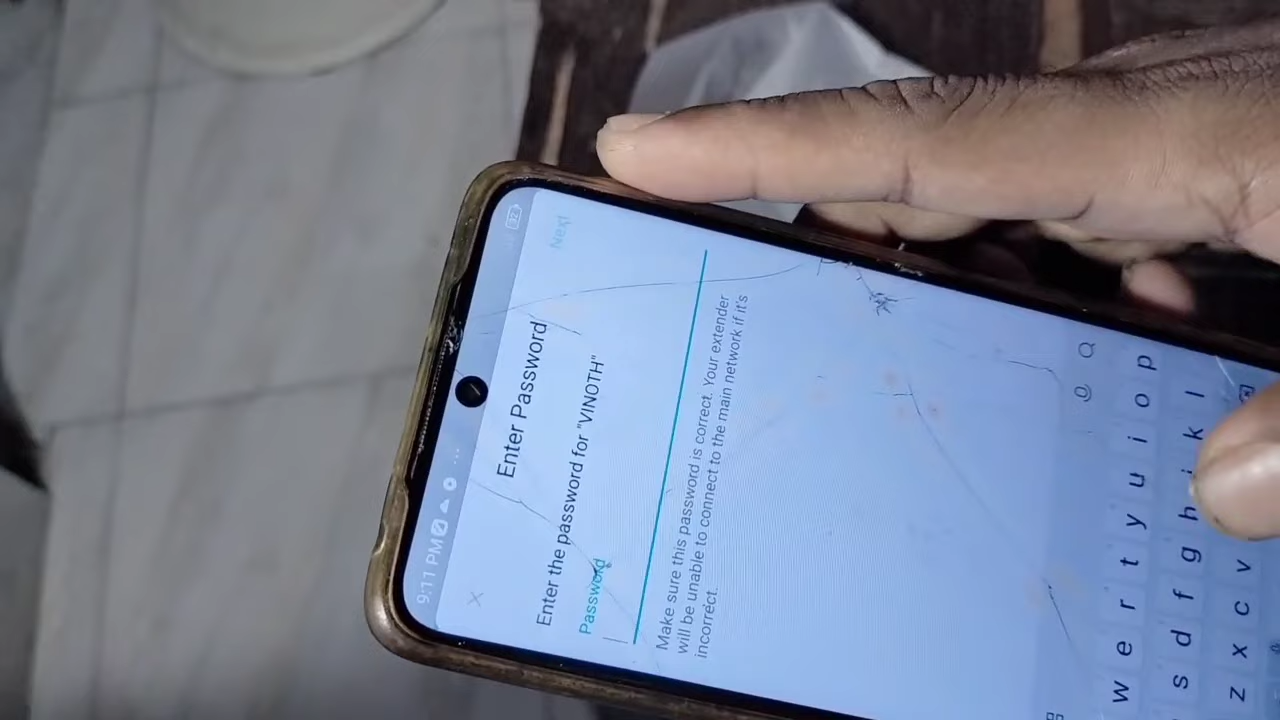 9:11 PM
32
Next
Enter Password
Enter the password for "VINOTH"
Password
Make sure this password is correct. Your extender
will be unable to connect to the main network if it's
incorrect.
w e r t y u i o p
s d f g h j k l
z x c v